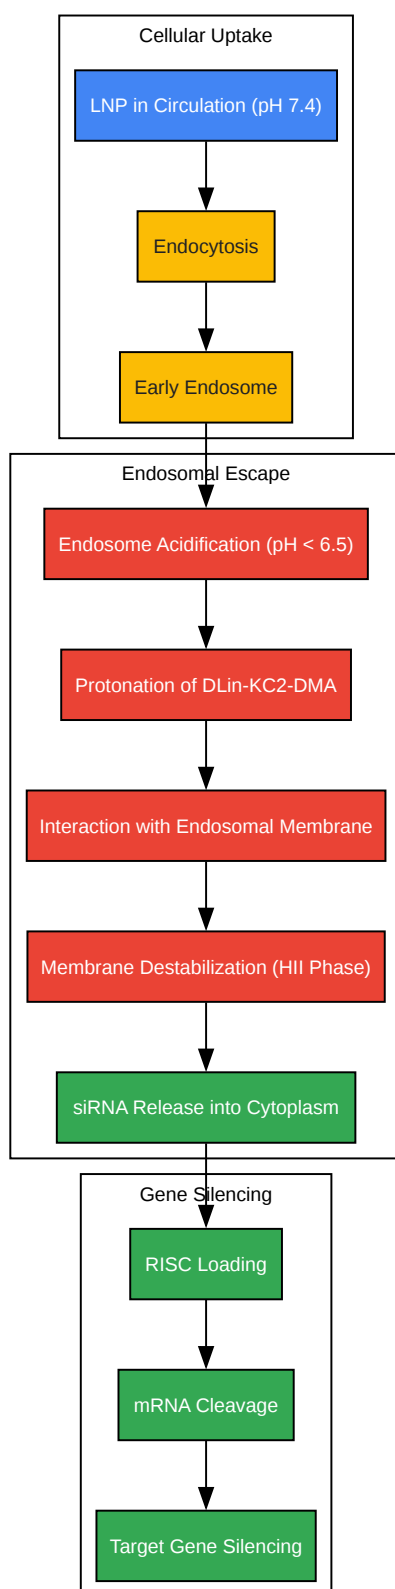 Cellular Uptake
LNP in Circulation (pH 7.4)
Endocytosis
Early Endosome
Endosomal Escape
Endosome Acidification (pH < 6.5)
Protonation of DLin-KC2-DMA
Interaction with Endosomal Membrane
Membrane Destabilization (HII Phase)
siRNA Release into Cytoplasm
Gene Silencing
RISC Loading
mRNA Cleavage
Target Gene Silencing